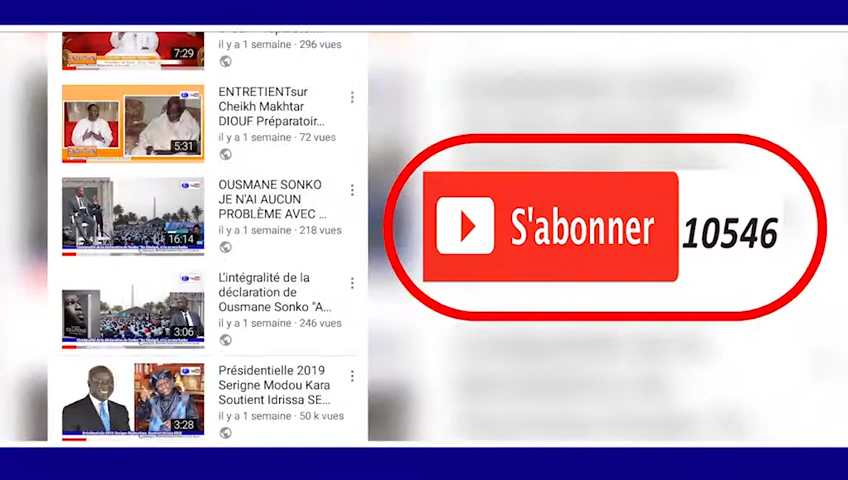 7:29
il y a 1 semaine · 296 vues
ENTRETIENTsur
Cheikh Makhtar
DIOUF Préparatoir...
il y a 1 semaine · 72 vues
5:31
OUSMANE SONKO
JE N'AI AUCUN
PROBLÈME AVEC ...
il y a 1 semaine · 218 vues
16:14
L'intégralité de la
déclaration de
Ousmane Sonko "A...
il y a 1 semaine · 246 vues
3:06
Présidentielle 2019
Serigne Modou Kara
Soutient Idrissa SE...
il y a 1 semaine · 50 k vues
3:28
S'abonner
10546